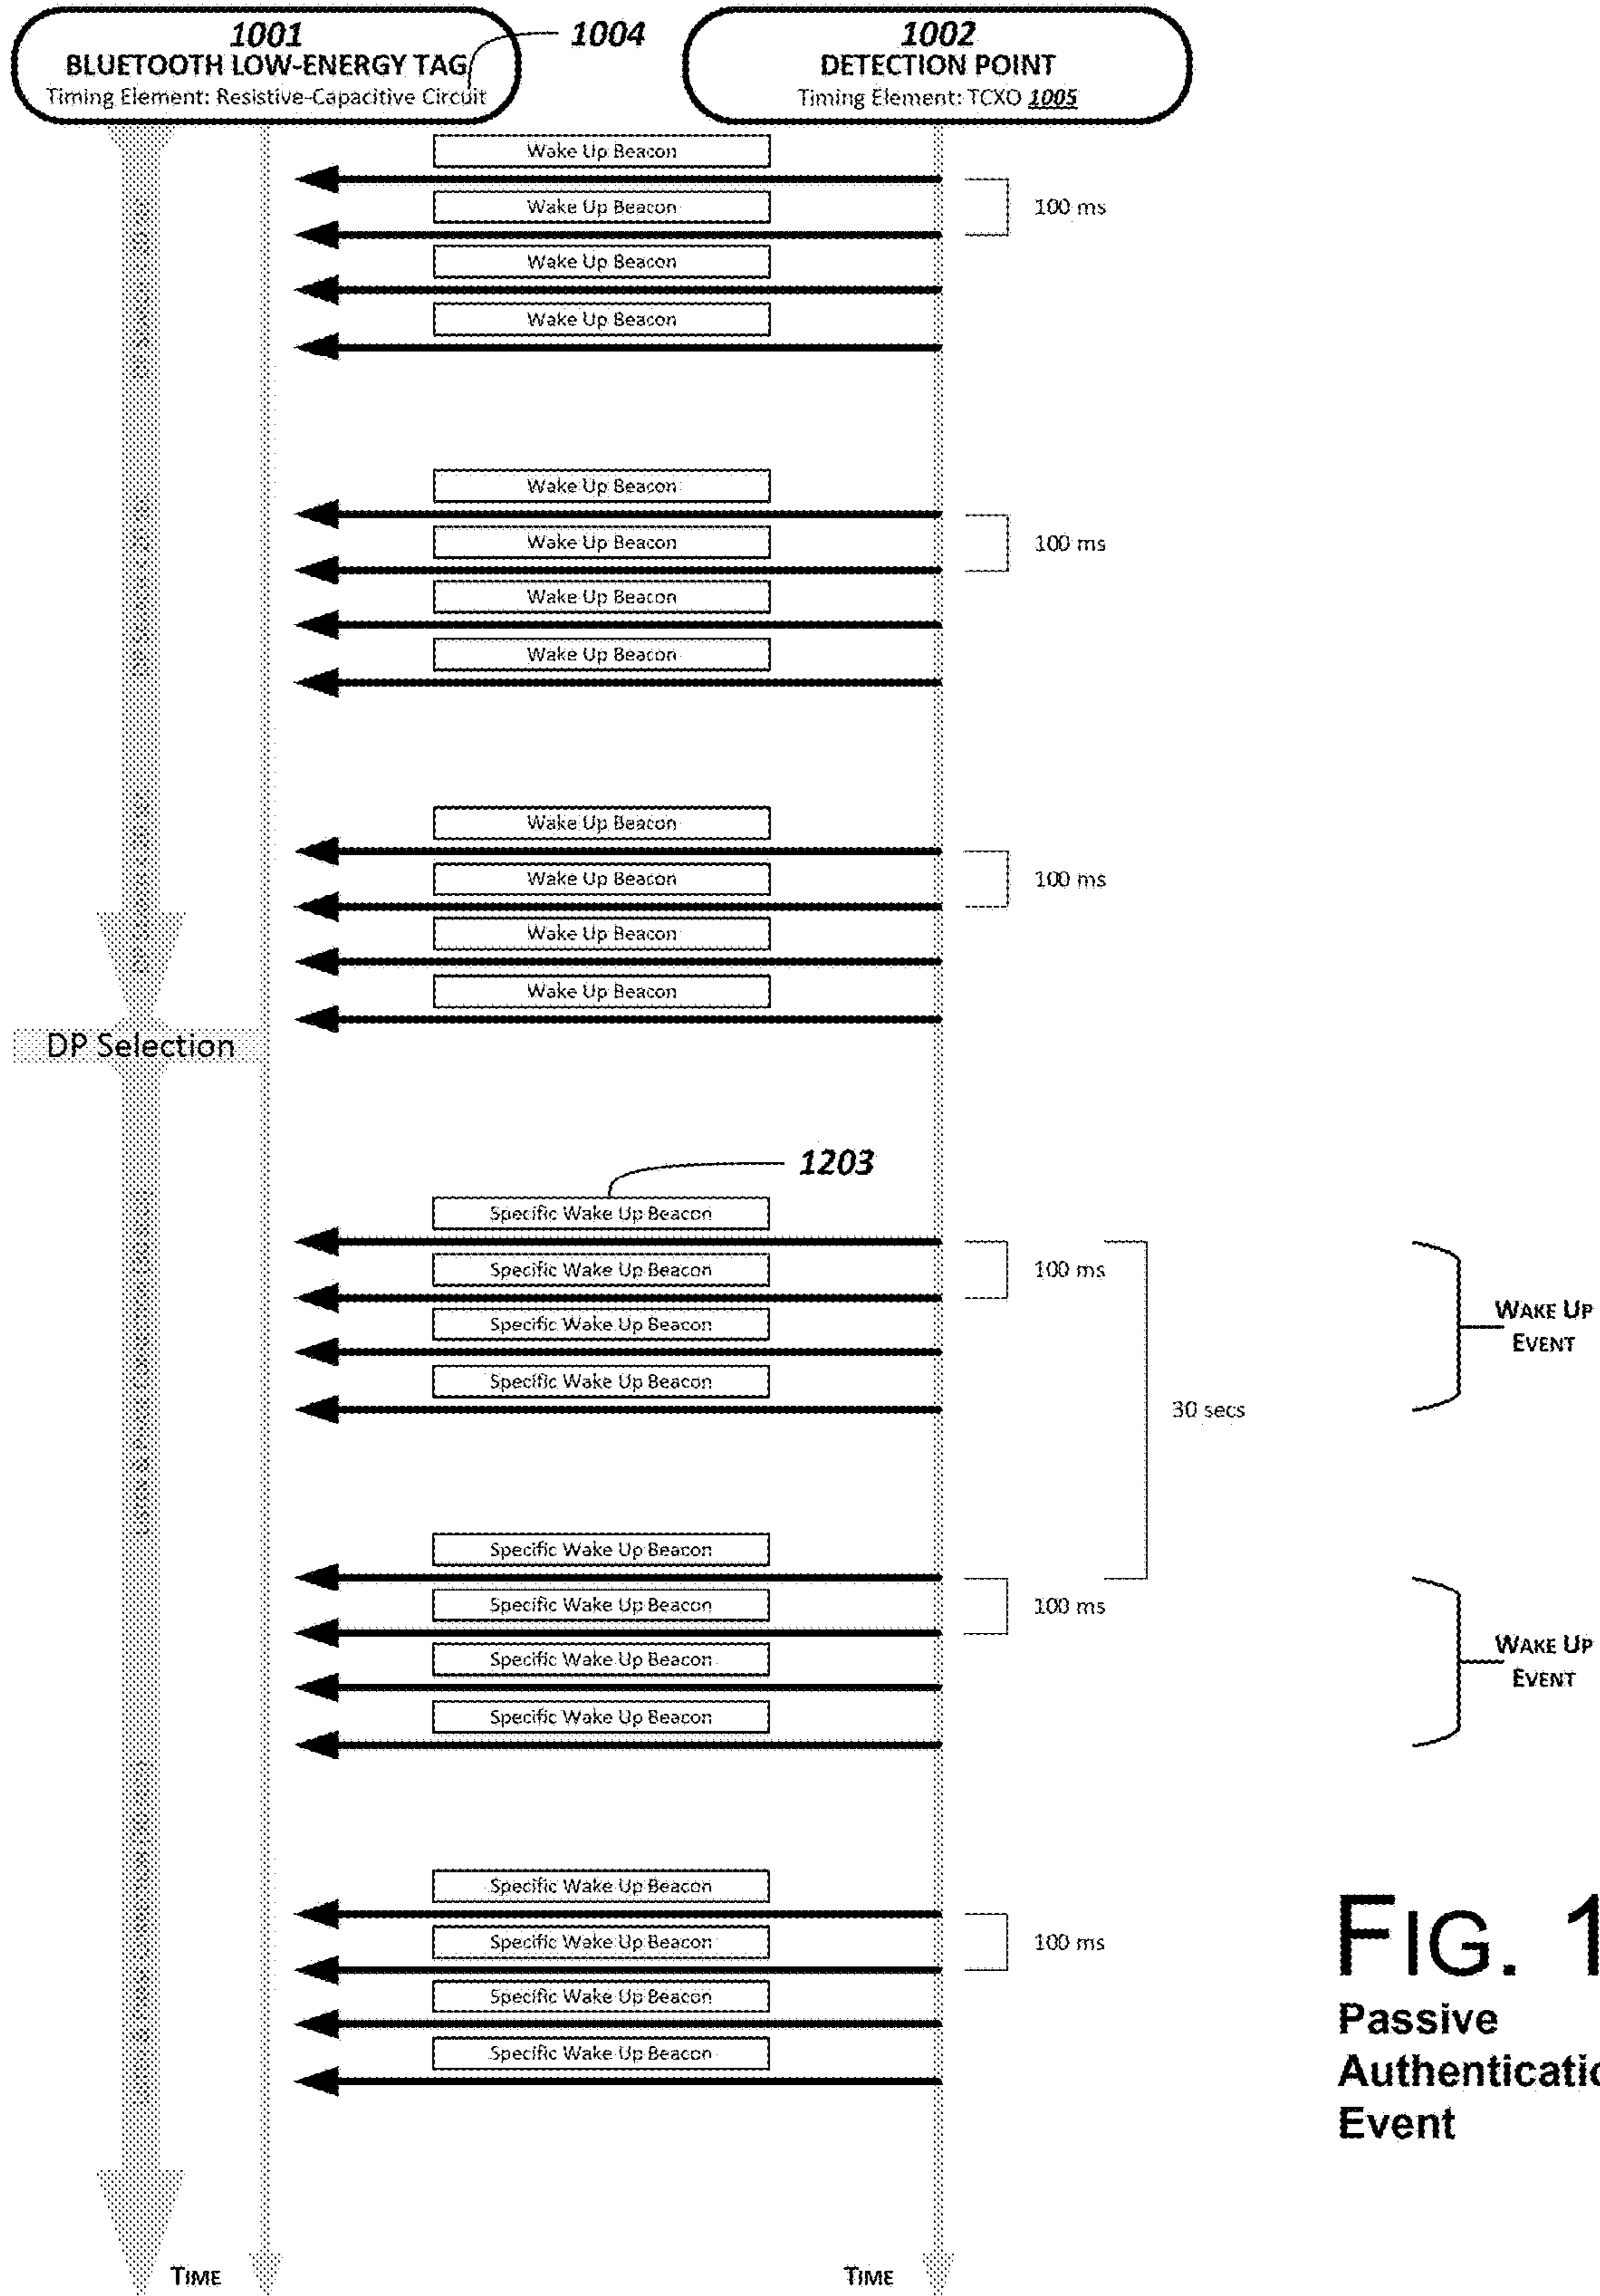 1001
BLUETOOTH LOW-ENERGY TAG
Timing Element: Resistive-Capacitive Circuit
1004
1002
DETECTION POINT
Timing Element: TCXO 1005
Wake Up Beacon
100 ms
Wake Up Beacon
Wake Up Beacon
Wake Up Beacon
Wake Up Beacon
100 ms
Wake Up Beacon
Wake Up Beacon
Wake Up Beacon
Wake Up Beacon
100 ms
Wake Up Beacon
Wake Up Beacon
Wake Up Beacon
DP Selection
1203
Specific Wake Up Beacon
100 ms
Specific Wake Up Beacon
Specific Wake Up Beacon
Specific Wake Up Beacon
30 secs
WAKE UP
EVENT
Specific Wake Up Beacon
100 ms
Specific Wake Up Beacon
Specific Wake Up Beacon
Specific Wake Up Beacon
WAKE UP
EVENT
Specific Wake Up Beacon
100 ms
Specific Wake Up Beacon
Specific Wake Up Beacon
Specific Wake Up Beacon
FIG. 1
Passive
Authenticatio
Event
TIME
TIME